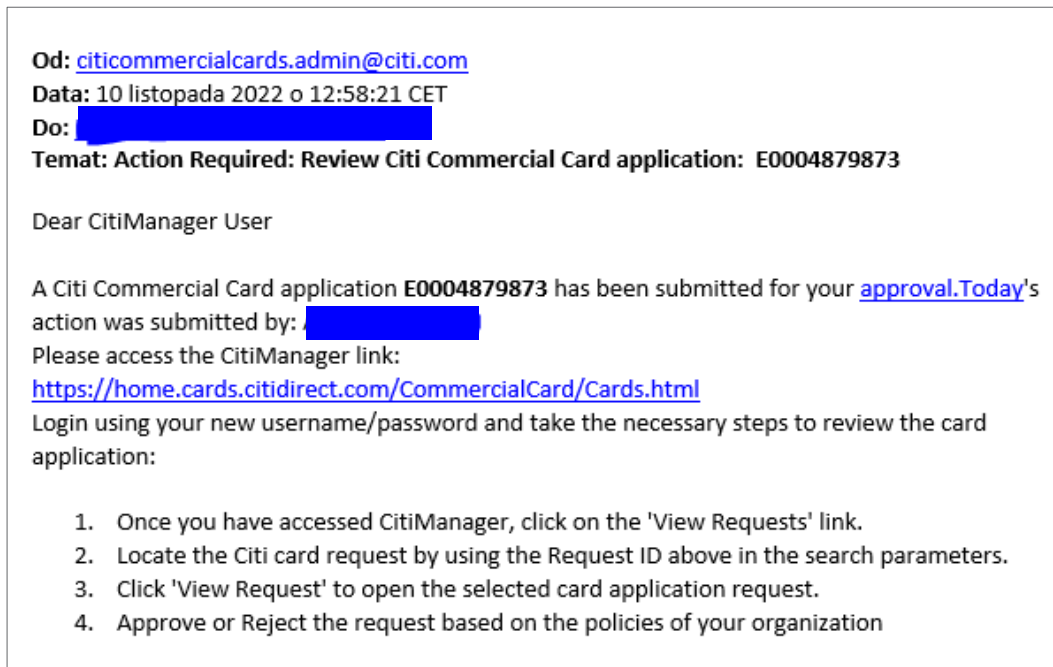 Od: citicommercialcards.admin@citi.com
Data: 10 listopada 2022 o 12:58:21 CET
Do:
Temat: Action Required: Review Citi Commercial Card application: E0004879873
Dear CitiManager User
A Citi Commercial Card application E0004879873 has been submitted for your approval.Today's
action was submitted by:
Please access the CitiManager link:
https://home.cards.citidirect.com/CommercialCard/Cards.html
Login using your new username/password and take the necessary steps to review the card
application:
1. Once you have accessed CitiManager, click on the 'View Requests' link.
2. Locate the Citi card request by using the Request ID above in the search parameters.
3. Click 'View Request' to open the selected card application request.
4. Approve or Reject the request based on the policies of your organization